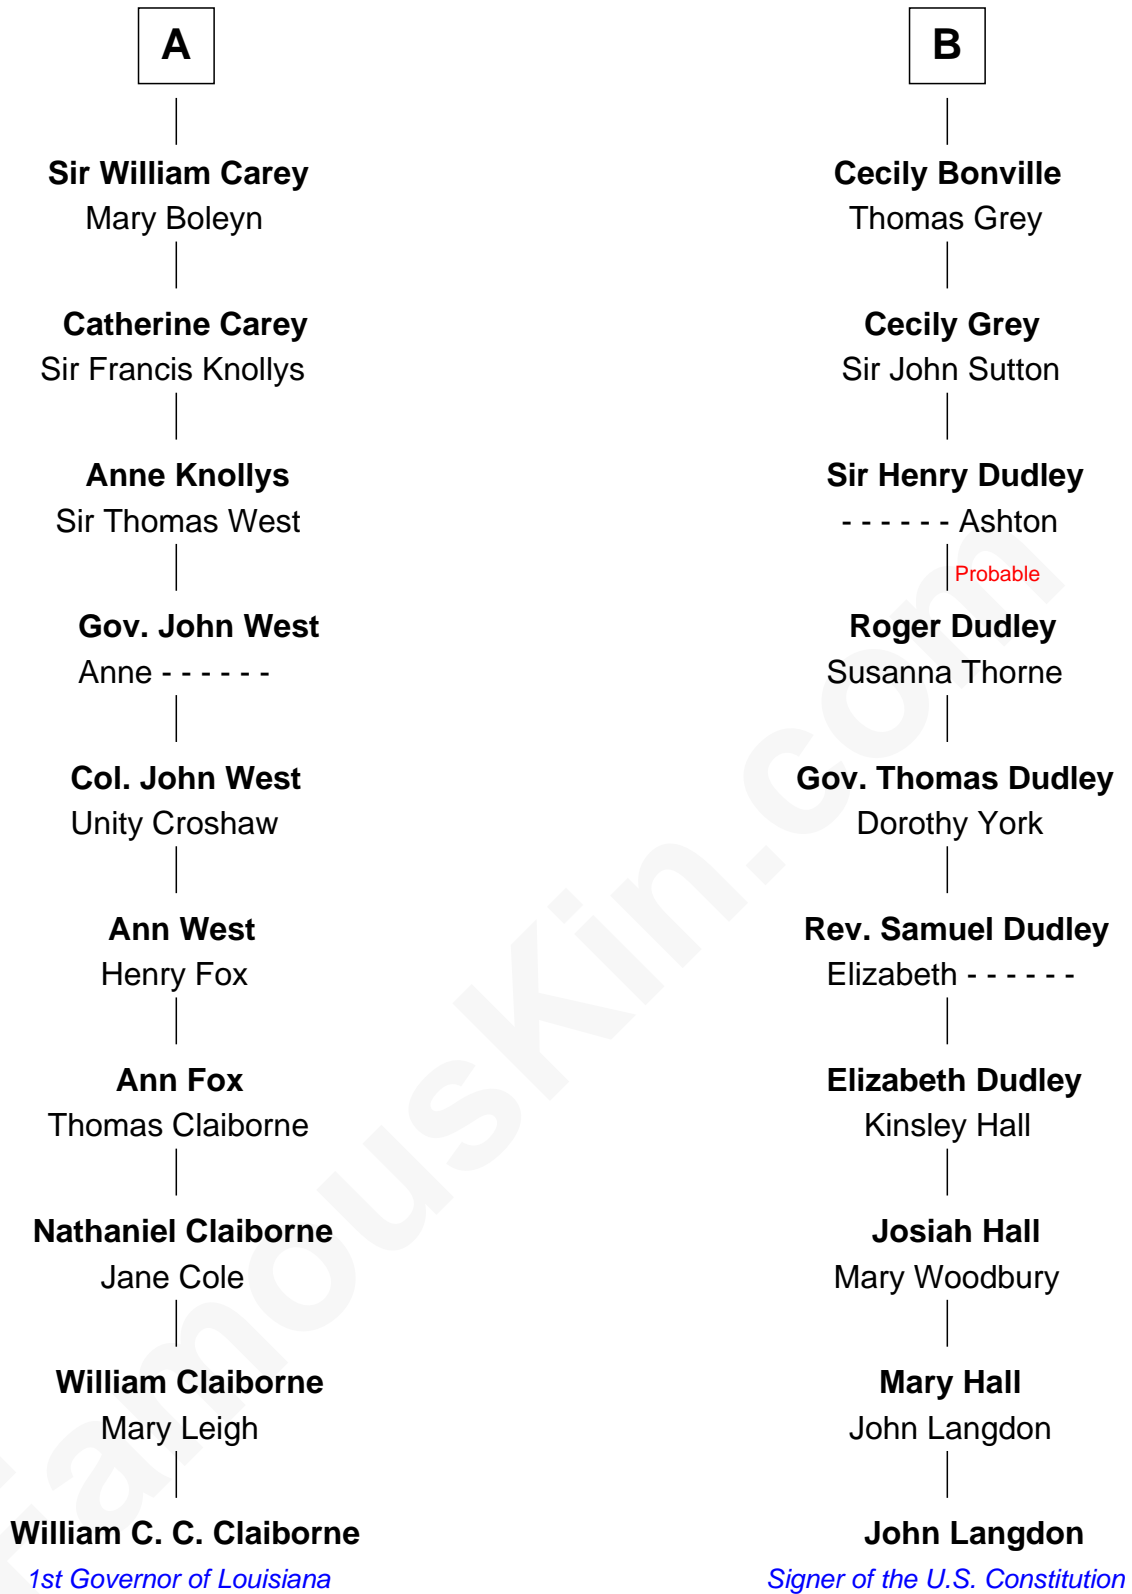 A
Sir William Carey
Mary Boleyn
Catherine Carey
Sir Francis Knollys
Anne Knollys
Sir Thomas West
Gov. John West
Anne - - - - - -
Col. John West
Unity Croshaw
Ann West
Henry Fox
Ann Fox
Thomas Claiborne
Nathaniel Claiborne
Jane Cole
William Claiborne
Mary Leigh
William C. C. Claiborne
1st Governor of Louisiana
B
Cecily Bonville
Thomas Grey
Cecily Grey
Sir John Sutton
Sir Henry Dudley
- - - - - - Ashton
Probable
Roger Dudley
Susanna Thorne
Gov. Thomas Dudley
Dorothy York
Rev. Samuel Dudley
Elizabeth - - - - - -
Elizabeth Dudley
Kinsley Hall
Josiah Hall
Mary Woodbury
Mary Hall
John Langdon
John Langdon
Signer of the U.S. Constitution
famouskin.com